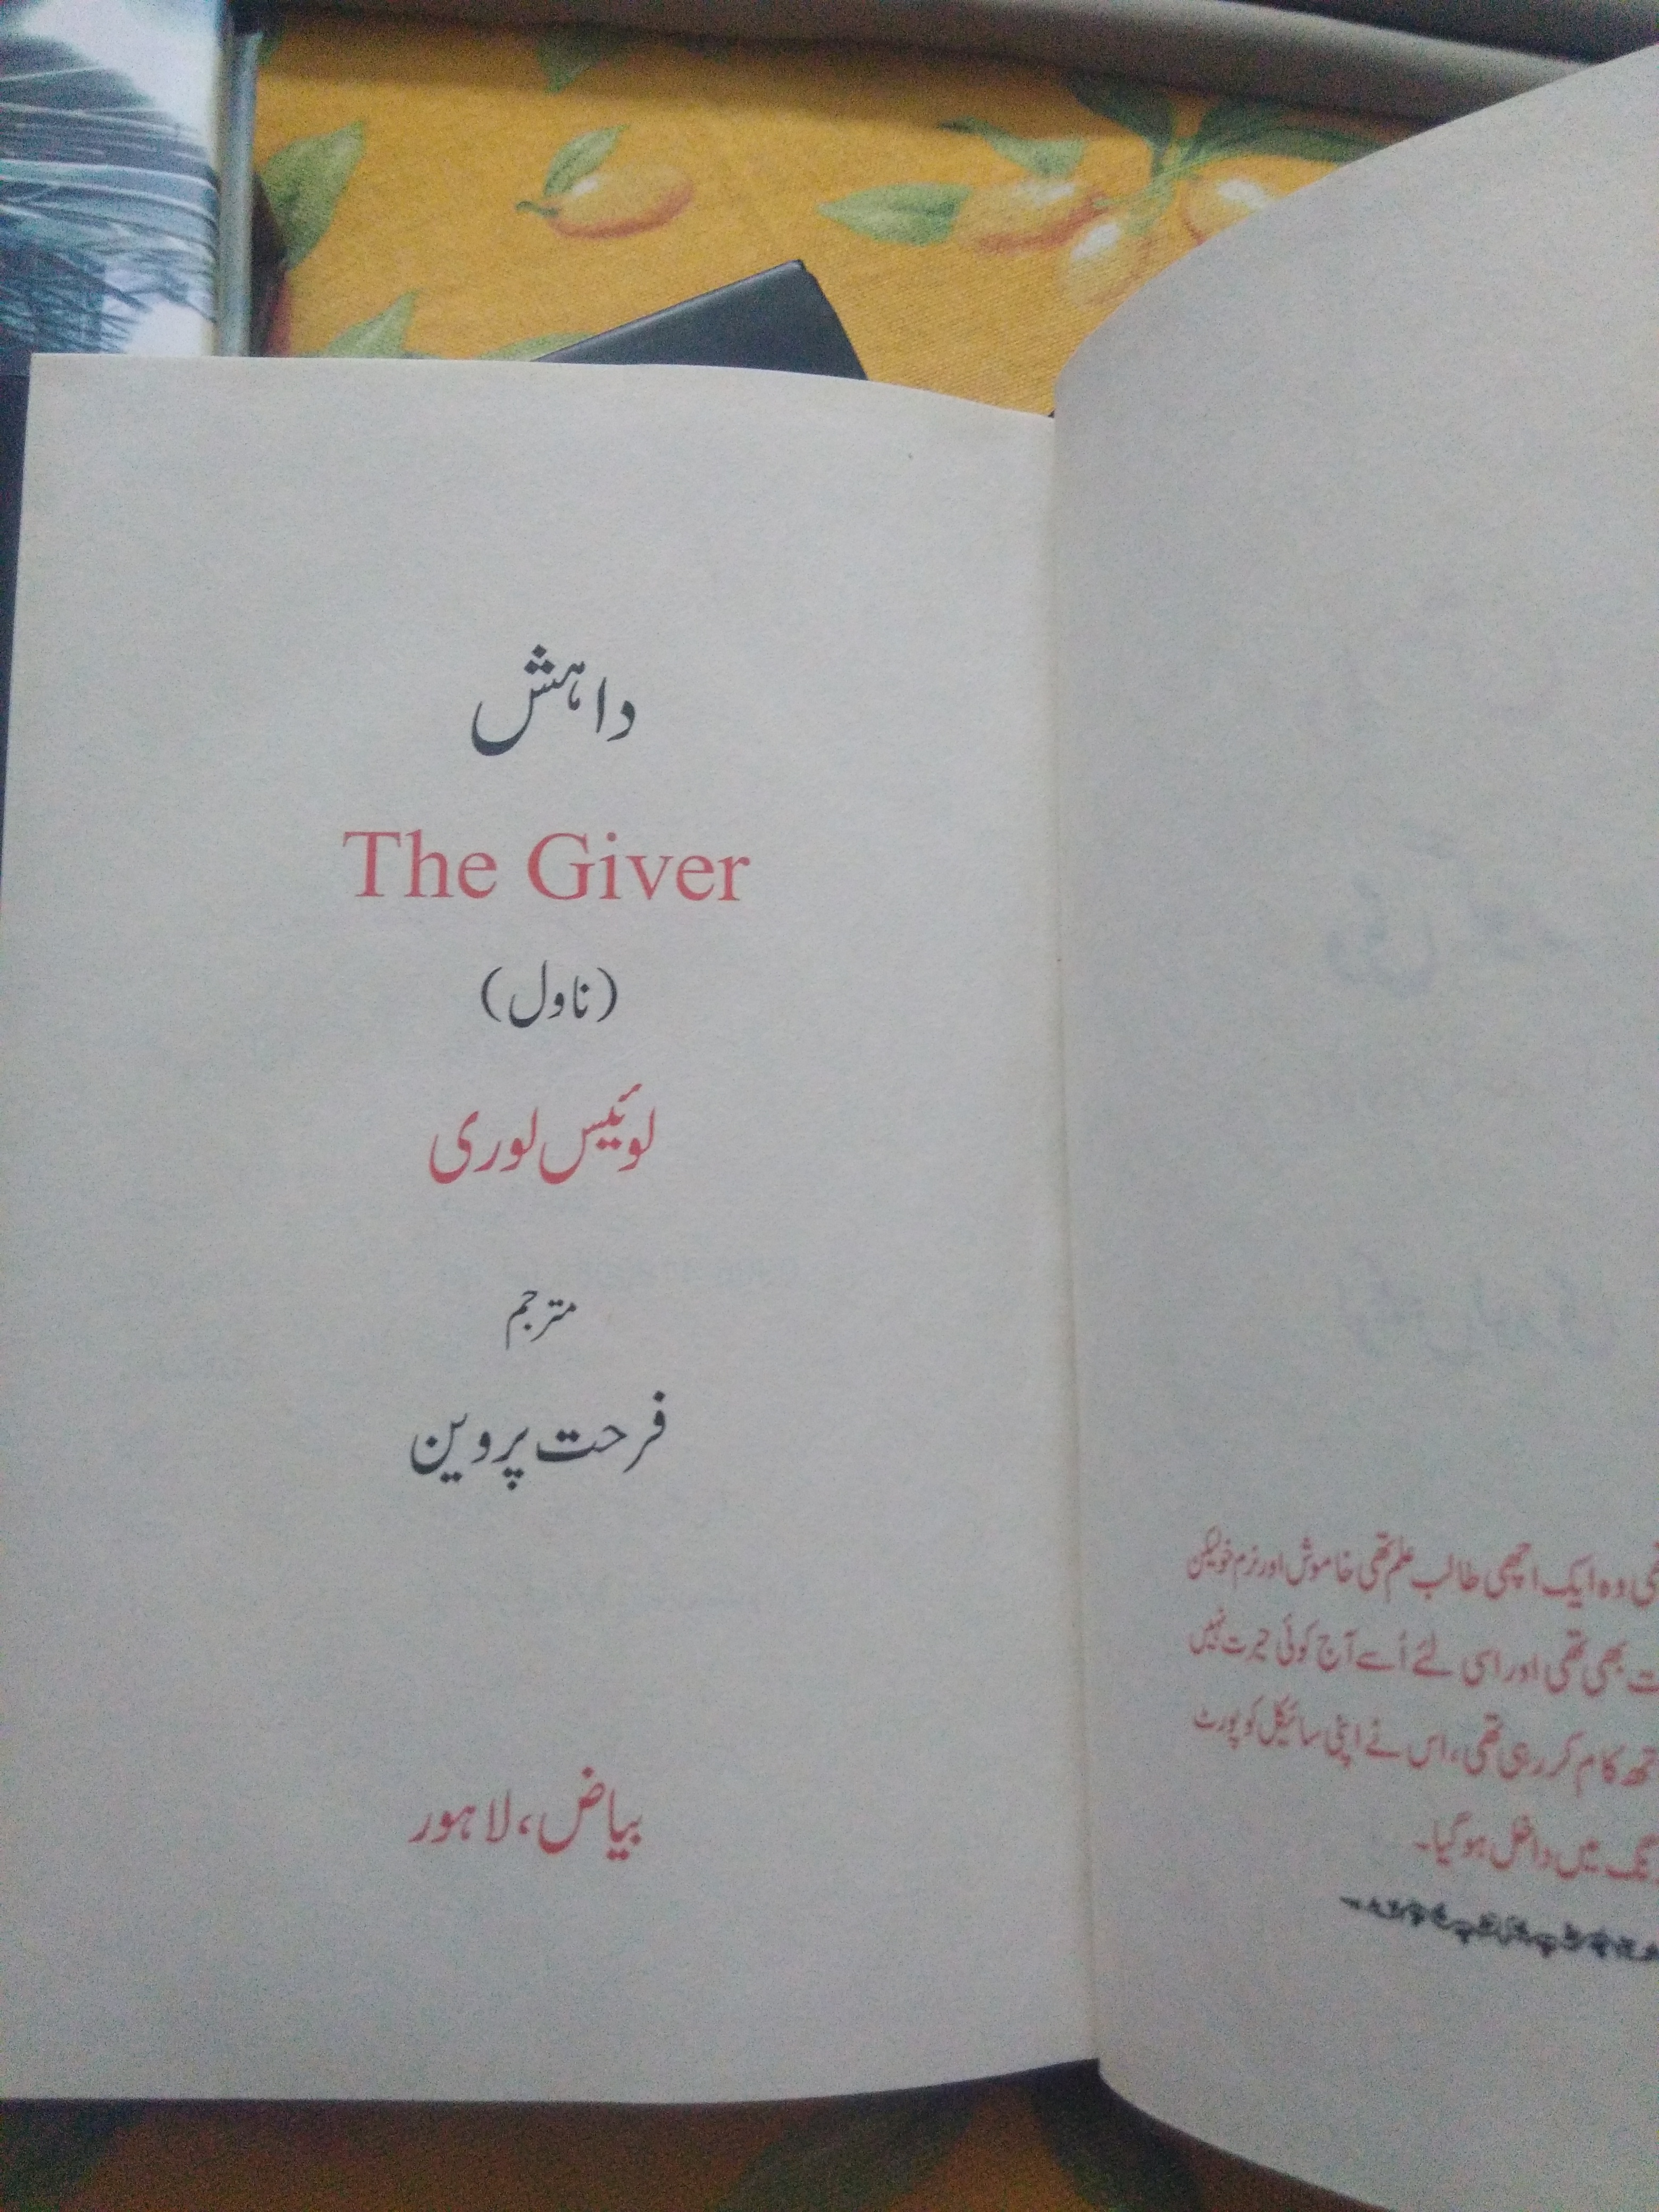 داہش
The Giver
(ناول)
لوئیس لوری
مترجم
فرحت پروین
بیاض، لاہور
وہ ایک اچھی طالب علم تھی خاموش اور نرم خو لیکن
بھی تھی اور اسی لئے اُسے آج کوئی حیرت نہیں
کام کر رہی تھی، اس نے اپنی سائیکل کو پورٹ
میں داخل ہو گیا۔